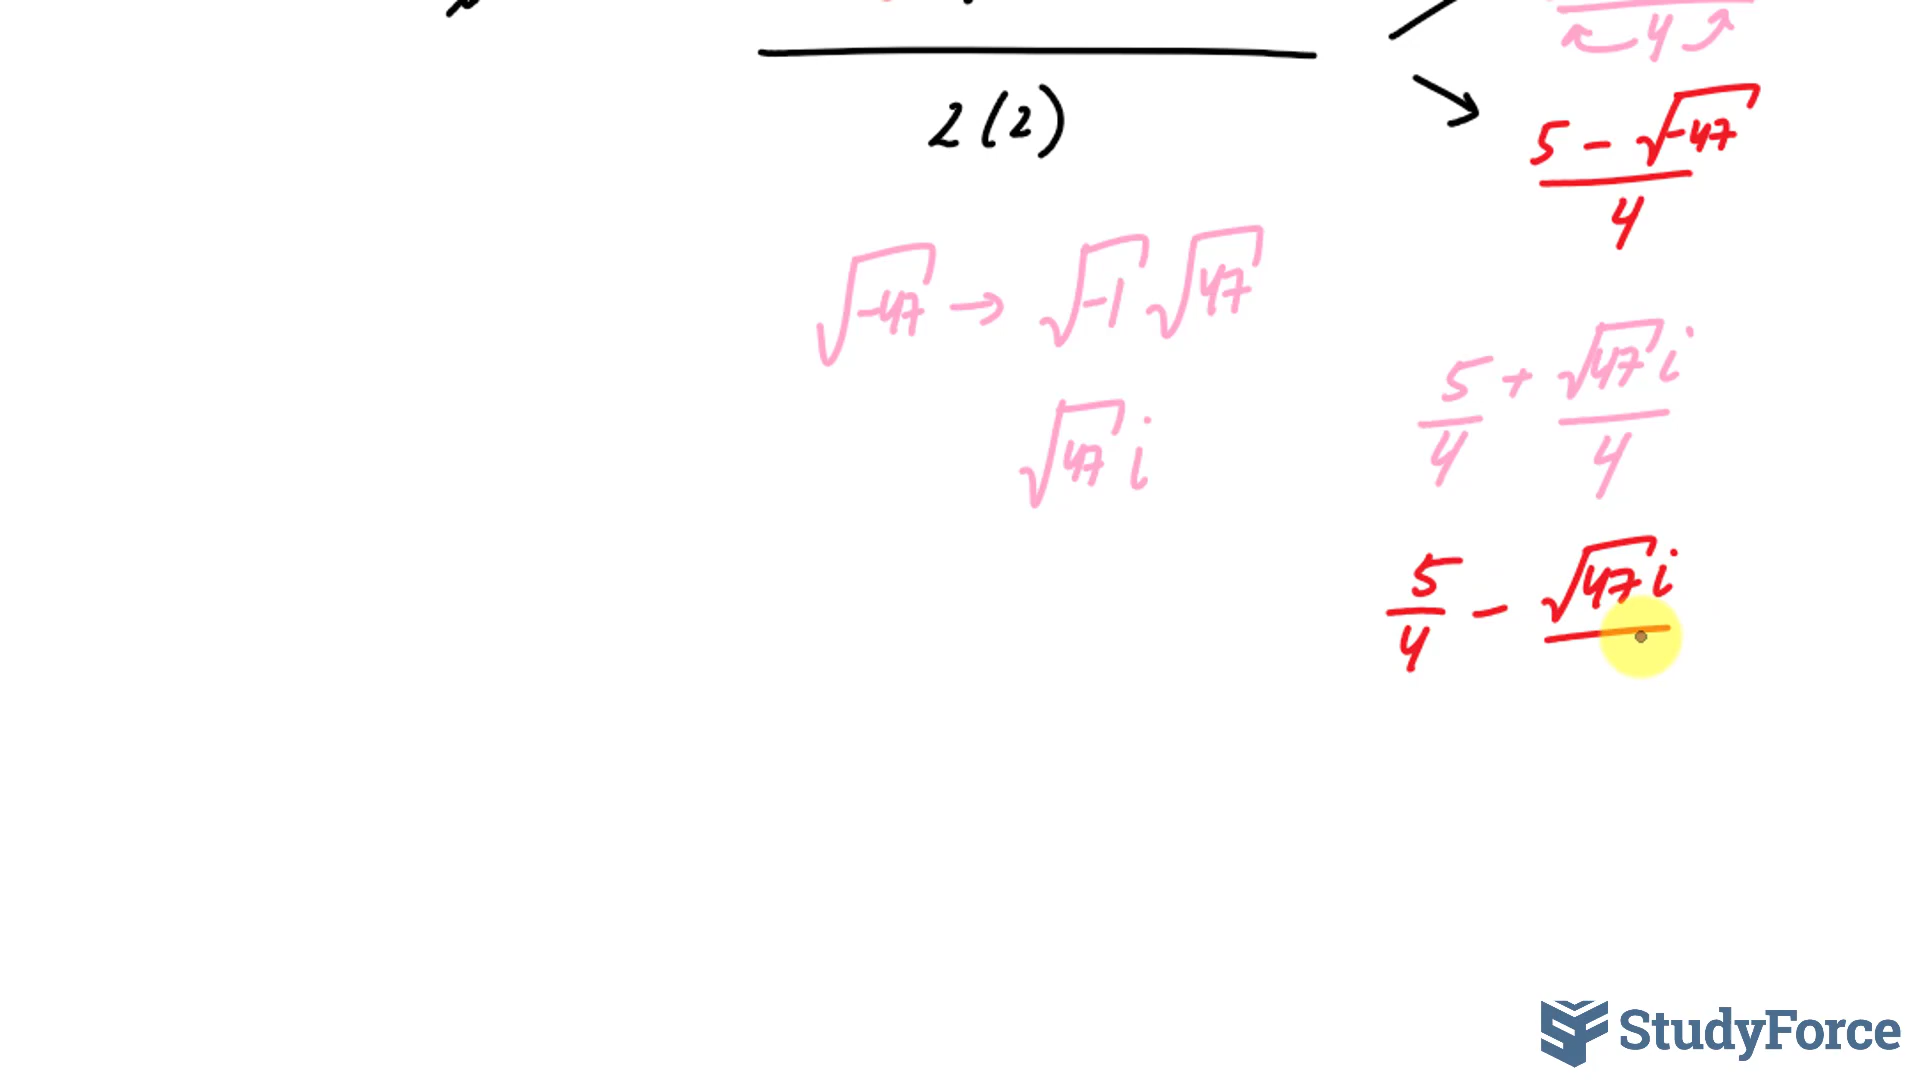 4
2(2)
5 - √-47
4
√-47 → √-1 √47
√47 i
5/4 + √47 i/4
5/4 - √47 i
StudyForce